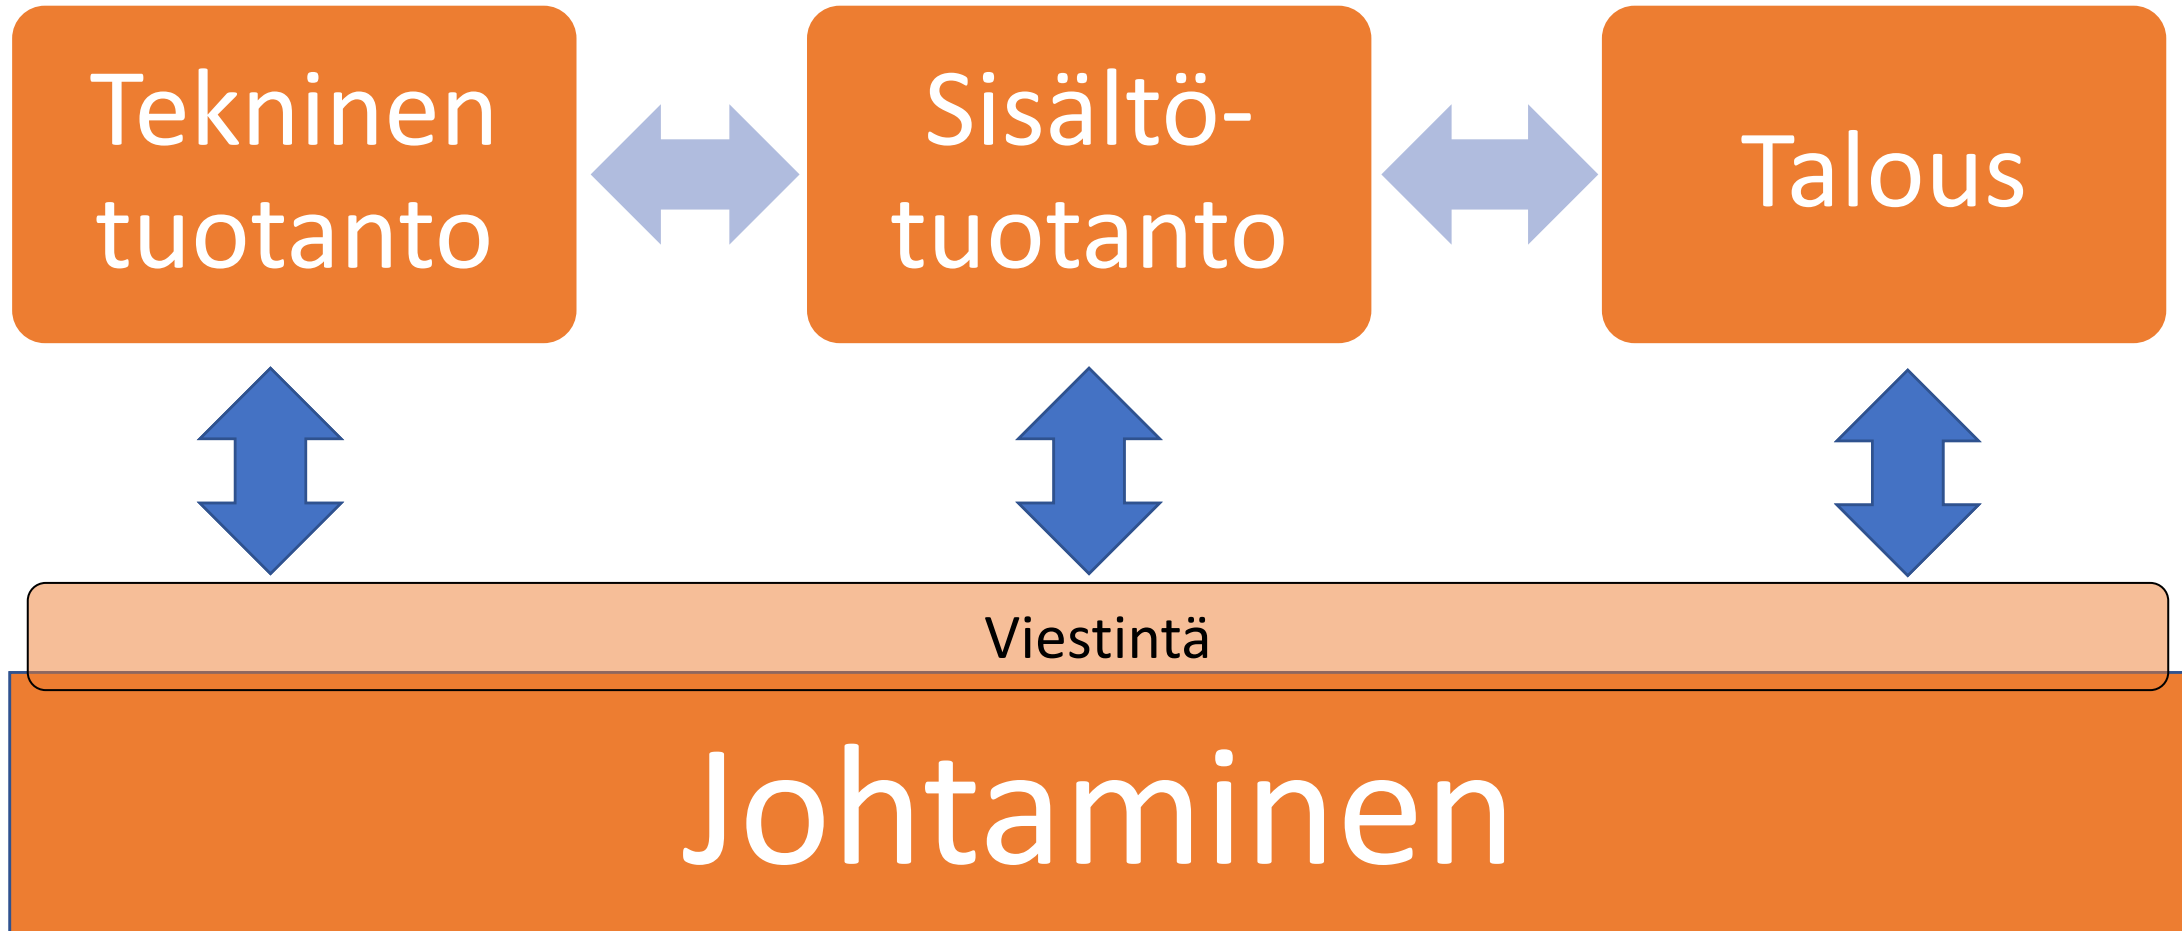 Tekninen
tuotanto
Sisältö-
tuotanto
Talous
Viestintä
Johtaminen